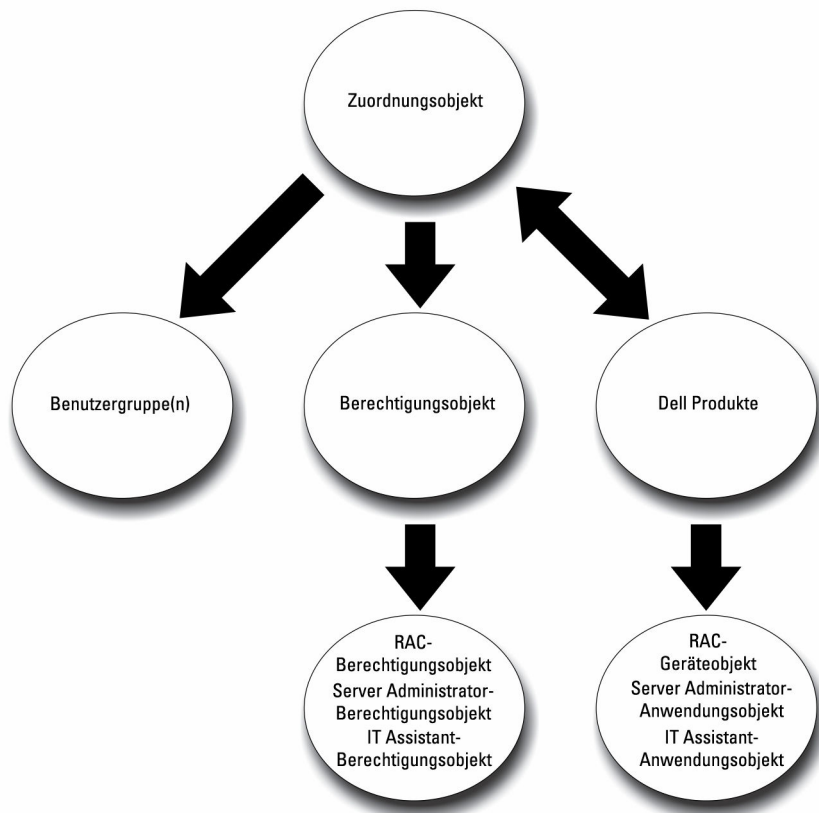 Zuordnungsobjekt
Benutzergruppe(n)
Berechtigungsobjekt
Dell Produkte
RAC-
Berechtigungsobjekt
Server Administrator-
Berechtigungsobjekt
IT Assistant-
Berechtigungsobjekt
RAC-
Geräteobjekt
Server Administrator-
Anwendungsobjekt
IT Assistant-
Anwendungsobjekt